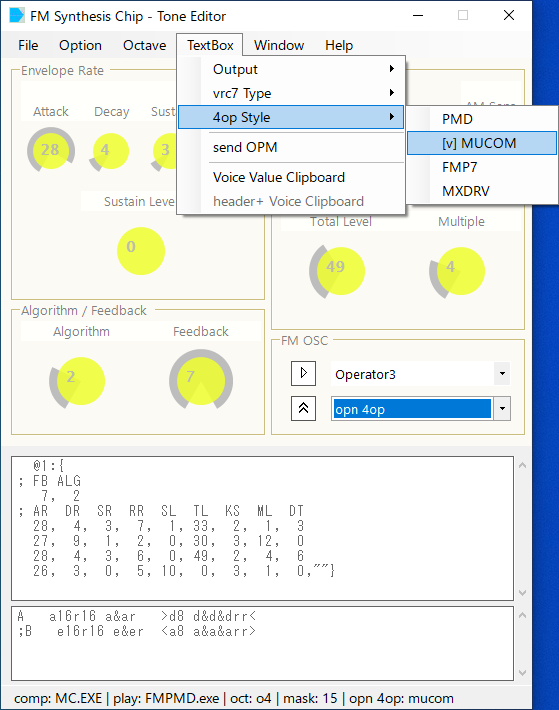 FM Synthesis Chip - Tone Editor
File Option Octave TextBox Window Help
Envelope Rate
Attack Decay
28 4 3
Sustain Level
0
Output
vrc7 Type
4op Style
send OPM
Voice Value Clipboard
header+ Voice Clipboard
PMD
[v] MUCOM
FMP7
MXDRV
Total Level Multiple
49 4
Algorithm / Feedback
Algorithm Feedback
2 7
FM OSC
Operator3
opn 4op
@1:{
; FB ALG
7, 2
; AR DR SR RR SL TL KS ML DT
28, 4, 3, 7, 1, 33, 2, 1, 3
27, 9, 1, 2, 0, 30, 3, 12, 0
28, 4, 3, 6, 0, 49, 2, 4, 6
26, 3, 0, 5, 10, 0, 3, 1, 0,""}
A a16r16 a&ar >d8 d&d&drr<
;B e16r16 e&er <a8 a&a&arr>
comp: MC.EXE | play: FMPMD.exe | oct: o4 | mask: 15 | opn 4op: mucom